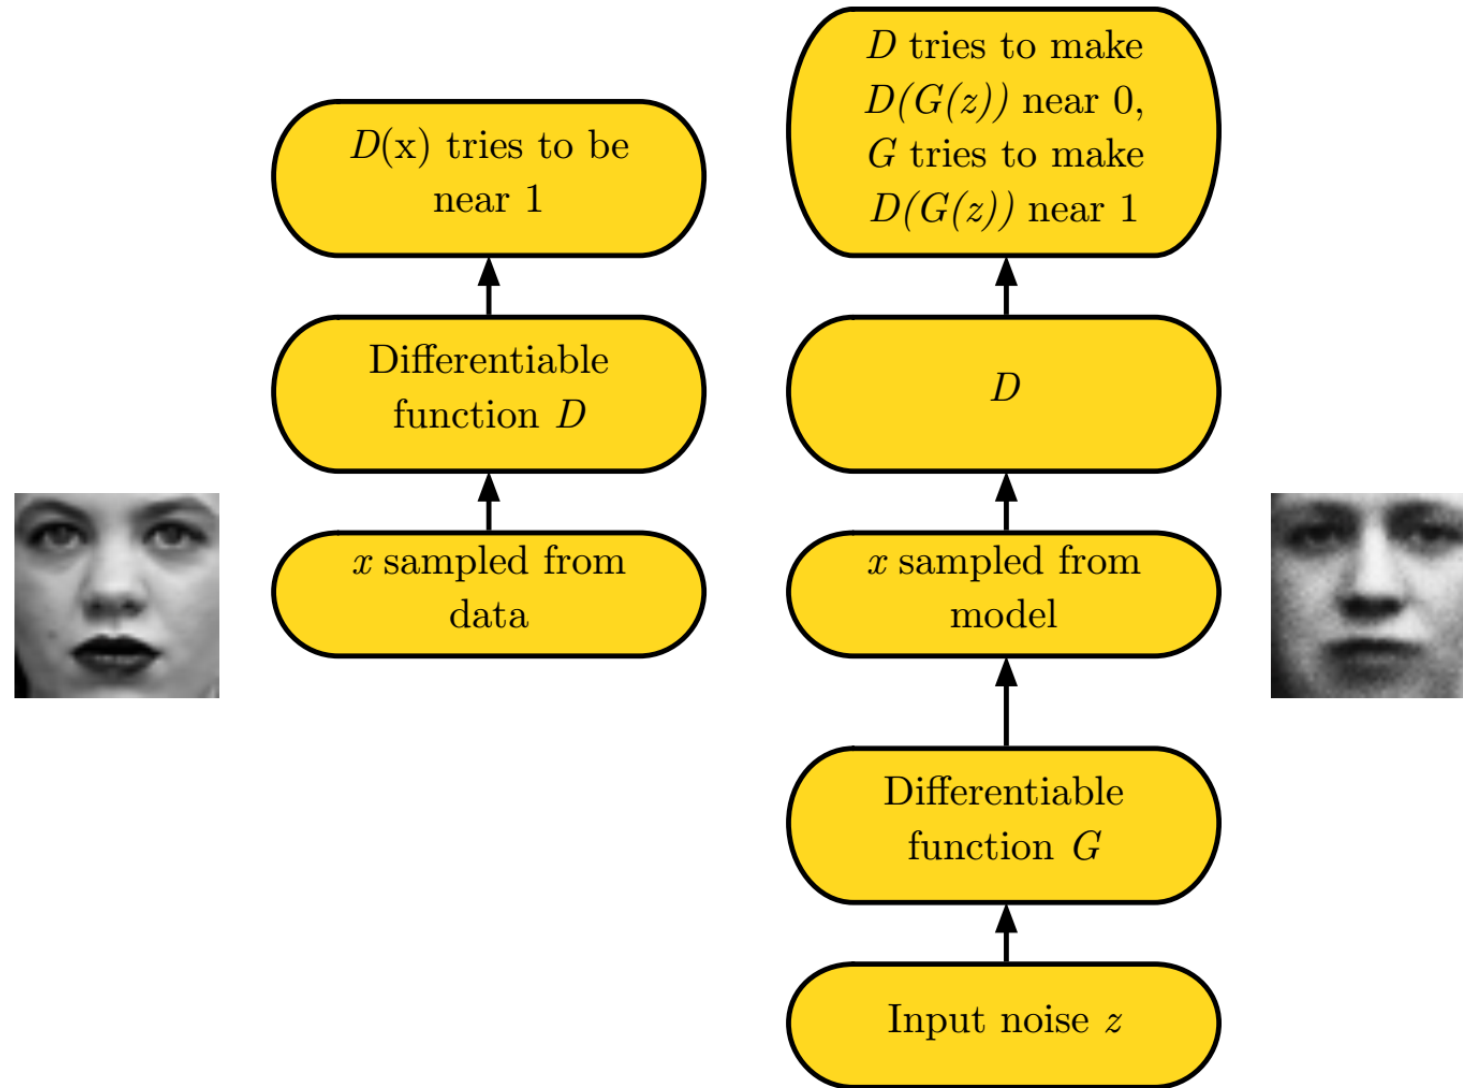 D(x) tries to be
near 1
Differentiable
function D
x sampled from
data
D tries to make
D(G(z)) near 0,
G tries to make
D(G(z)) near 1
D
x sampled from
model
Differentiable
function G
Input noise z